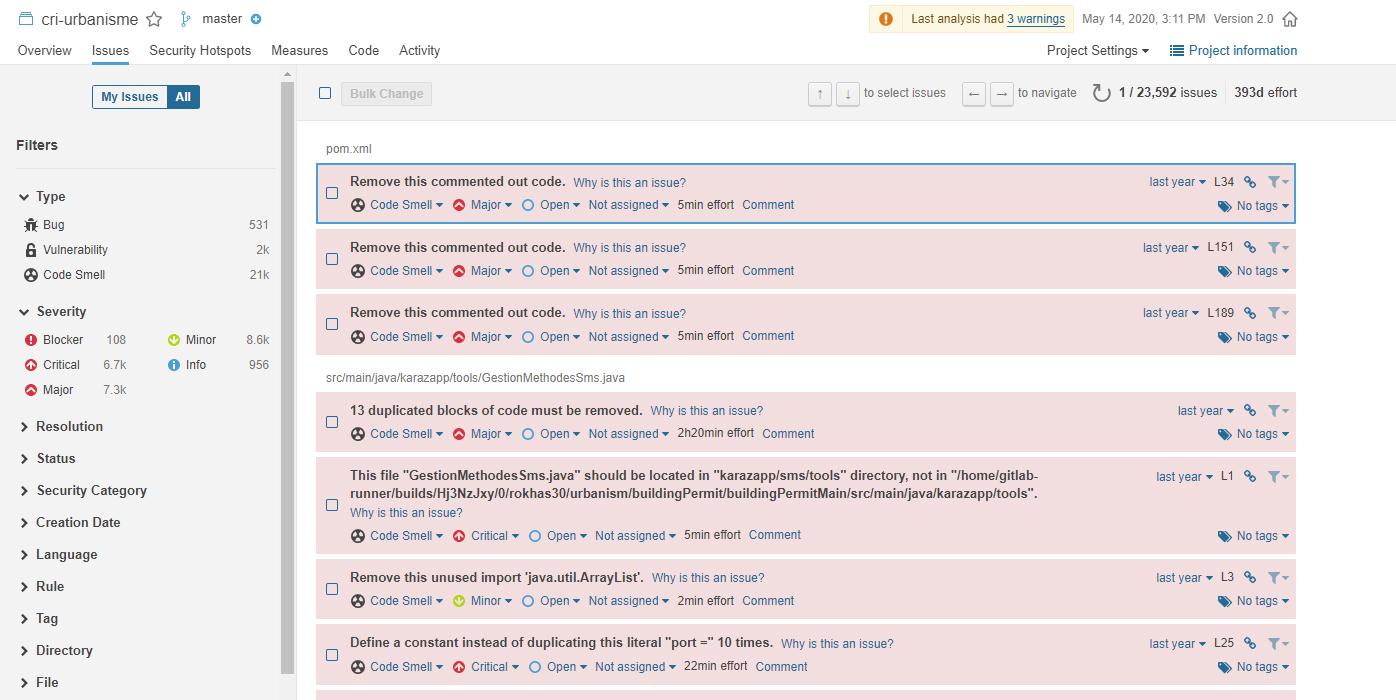 cri-urbanisme master Last analysis had 3 warnings May 14, 2020, 3:11 PM Version 2.0
Overview Issues Security Hotspots Measures Code Activity Project Settings Project information
My Issues All
Bulk Change ↑ ↓ to select issues ← → to navigate 1 / 23,592 issues 393d effort
Filters
Type
Bug 531
Vulnerability 2k
Code Smell 21k
Severity
Blocker 108 Minor 8.6k
Critical 6.7k Info 956
Major 7.3k
Resolution
Status
Security Category
Creation Date
Language
Rule
Tag
Directory
File
pom.xml
Remove this commented out code. Why is this an issue? last year L34
Code Smell Major Open Not assigned 5min effort Comment No tags
Remove this commented out code. Why is this an issue? last year L151
Code Smell Major Open Not assigned 5min effort Comment No tags
Remove this commented out code. Why is this an issue? last year L189
Code Smell Major Open Not assigned 5min effort Comment No tags
src/main/java/karazapp/tools/GestionMethodesSms.java
13 duplicated blocks of code must be removed. Why is this an issue? last year
Code Smell Major Open Not assigned 2h20min effort Comment No tags
This file "GestionMethodesSms.java" should be located in "karazapp/sms/tools" directory, not in "/home/gitlab- last year L1
runner/builds/Hj3NzJxy/0/rokhas30/urbanism/buildingPermit/buildingPermitMain/src/main/java/karazapp/tools".
Why is this an issue?
Code Smell Critical Open Not assigned 5min effort Comment No tags
Remove this unused import 'java.util.ArrayList'. Why is this an issue? last year L3
Code Smell Minor Open Not assigned 2min effort Comment No tags
Define a constant instead of duplicating this literal "port =" 10 times. Why is this an issue? last year L25
Code Smell Critical Open Not assigned 22min effort Comment No tags